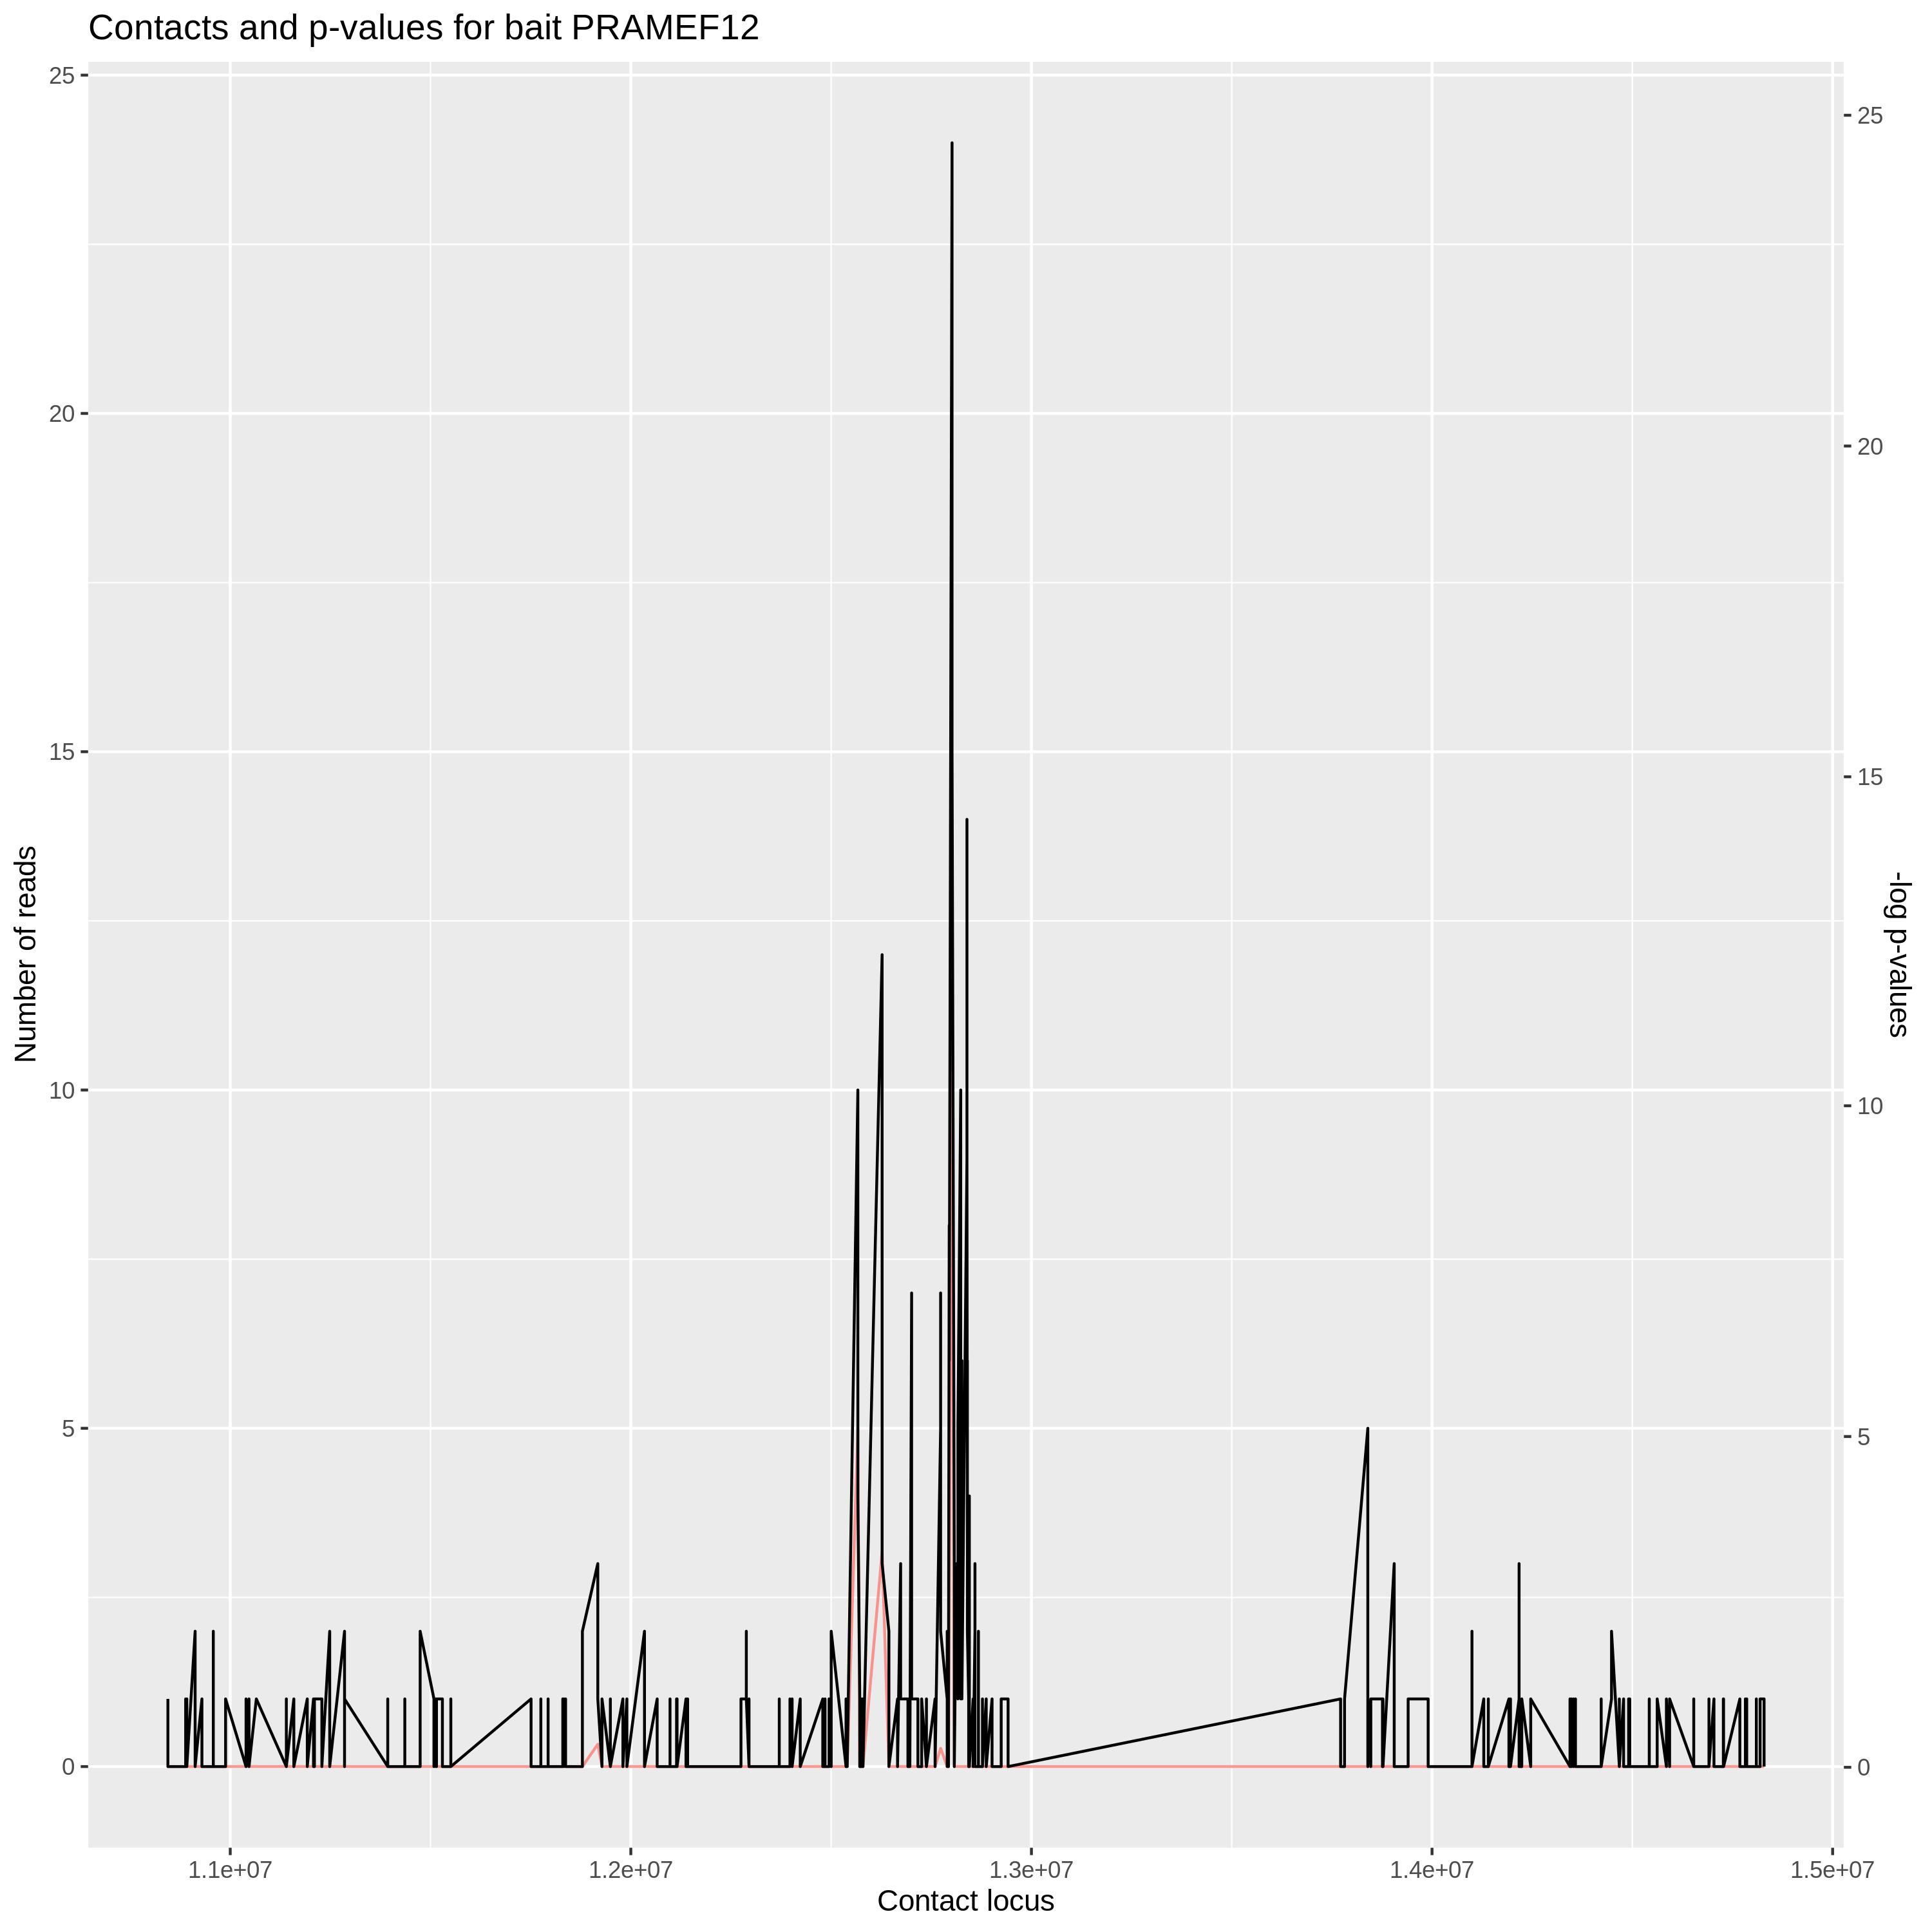 Contacts and p-values for bait PRAMEF12
25
20
15
10
5
0
Number of reads
25
20
15
10
5
0
-log p-values
1.1e+07 1.2e+07 1.3e+07 1.4e+07 1.5e+07
Contact locus